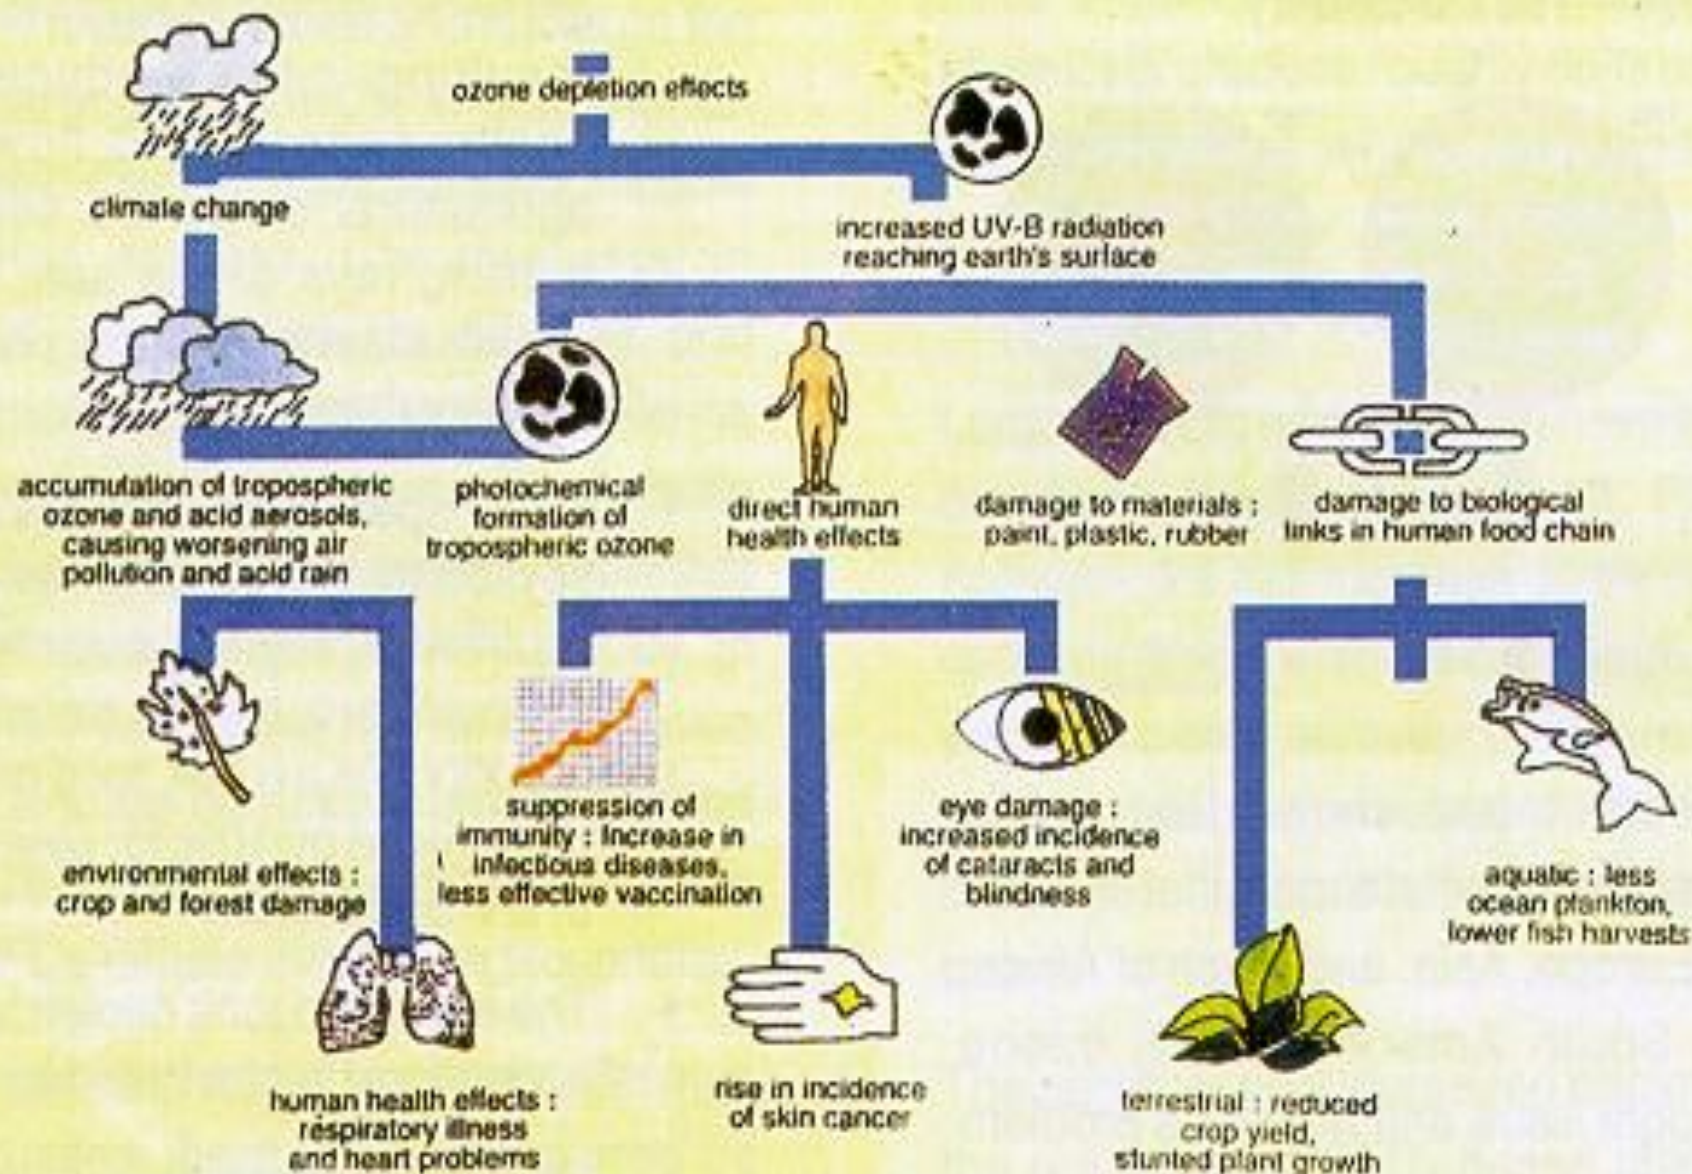 ozone depletion effects
climate change
increased UV-B radiation
reaching earth's surface
accumulation of tropospheric
ozone and acid aerosols,
causing worsening air
pollution and acid rain
photochemical
formation of
tropospheric ozone
direct human
health effects
damage to materials :
paint, plastic, rubber
damage to biological
links in human food chain
environmental effects :
crop and forest damage
suppression of
immunity : Increase in
infectious diseases,
less effective vaccination
eye damage :
increased incidence
of cataracts and
blindness
aquatic : less
ocean plankton,
lower fish harvests
human health effects :
respiratory illness
and heart problems
rise in incidence
of skin cancer
terrestrial : reduced
crop yield,
stunted plant growth